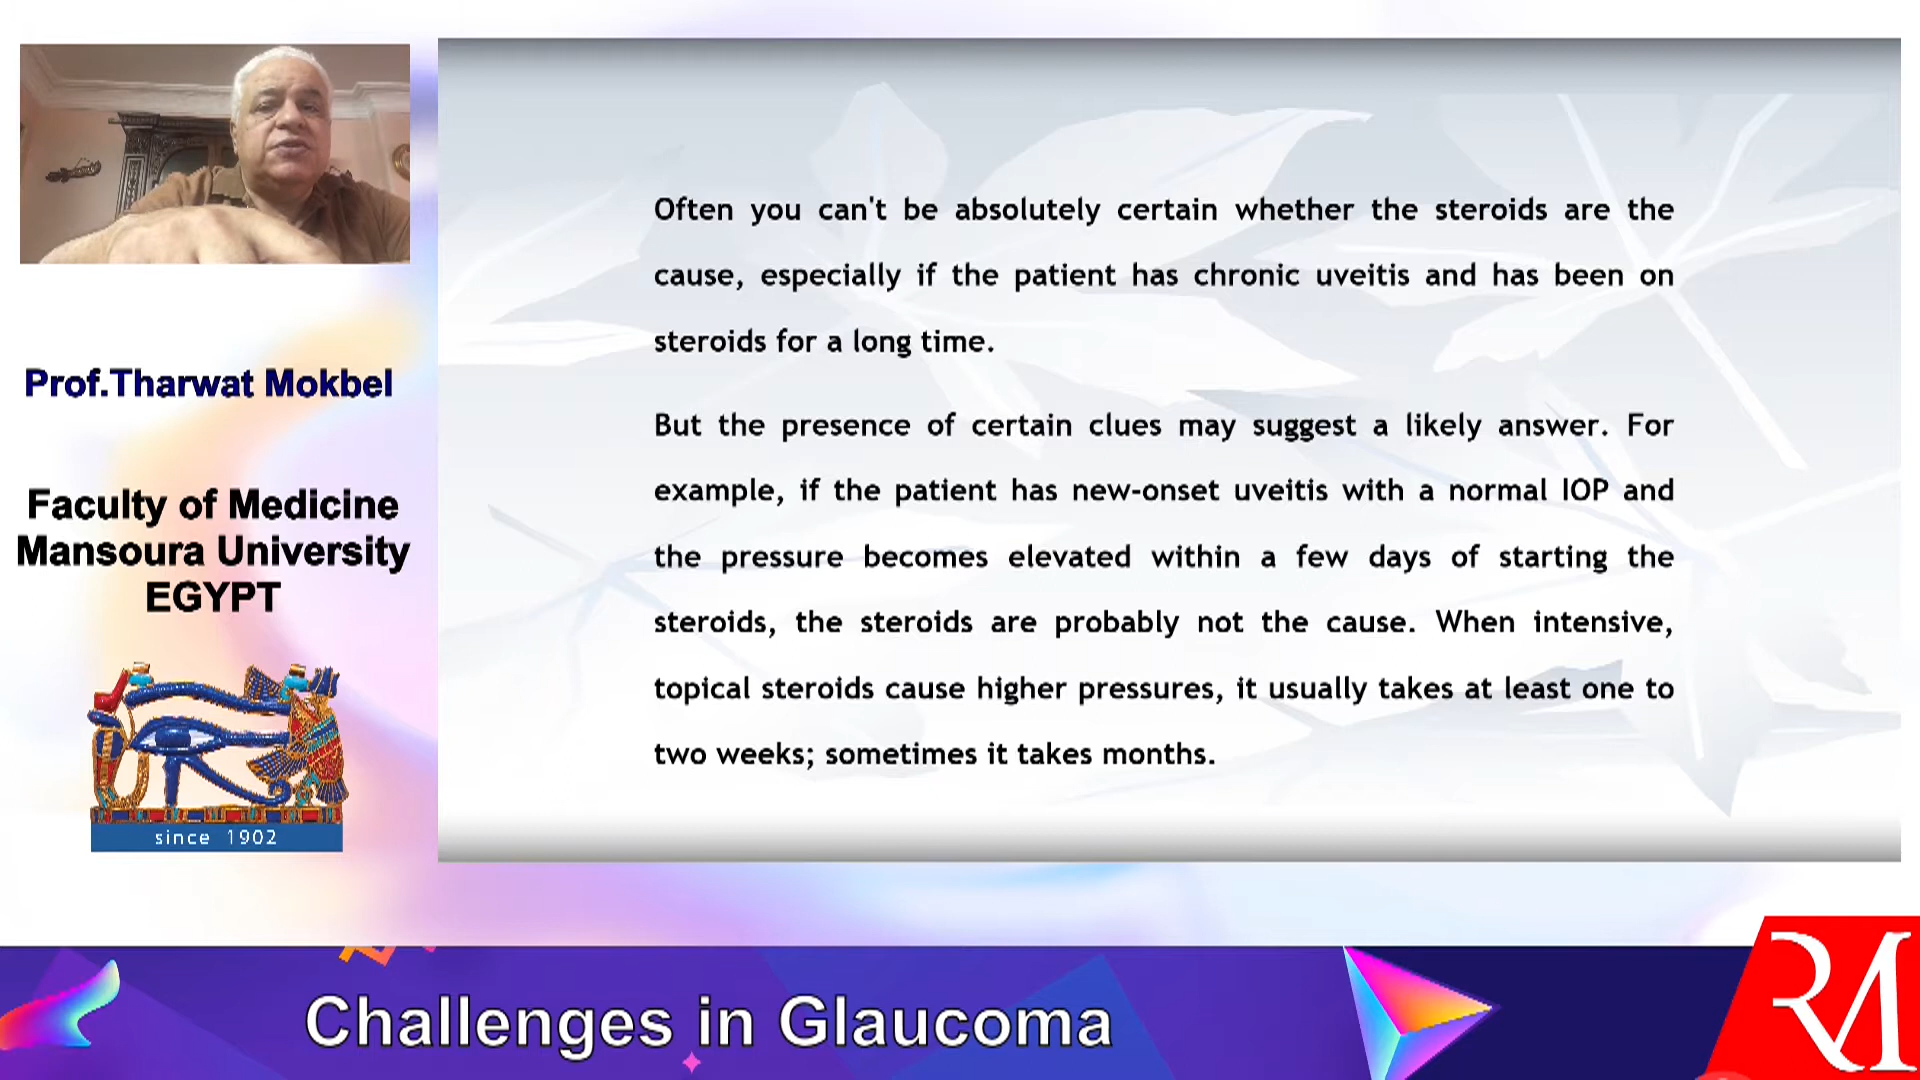 Prof.Tharwat Mokbel
Faculty of Medicine
Mansoura University
EGYPT
since 1902
Often you can't be absolutely certain whether the steroids are the
cause, especially if the patient has chronic uveitis and has been on
steroids for a long time.
But the presence of certain clues may suggest a likely answer. For
example, if the patient has new-onset uveitis with a normal IOP and
the pressure becomes elevated within a few days of starting the
steroids, the steroids are probably not the cause. When intensive,
topical steroids cause higher pressures, it usually takes at least one to
two weeks; sometimes it takes months.
Challenges in Glaucoma
RM